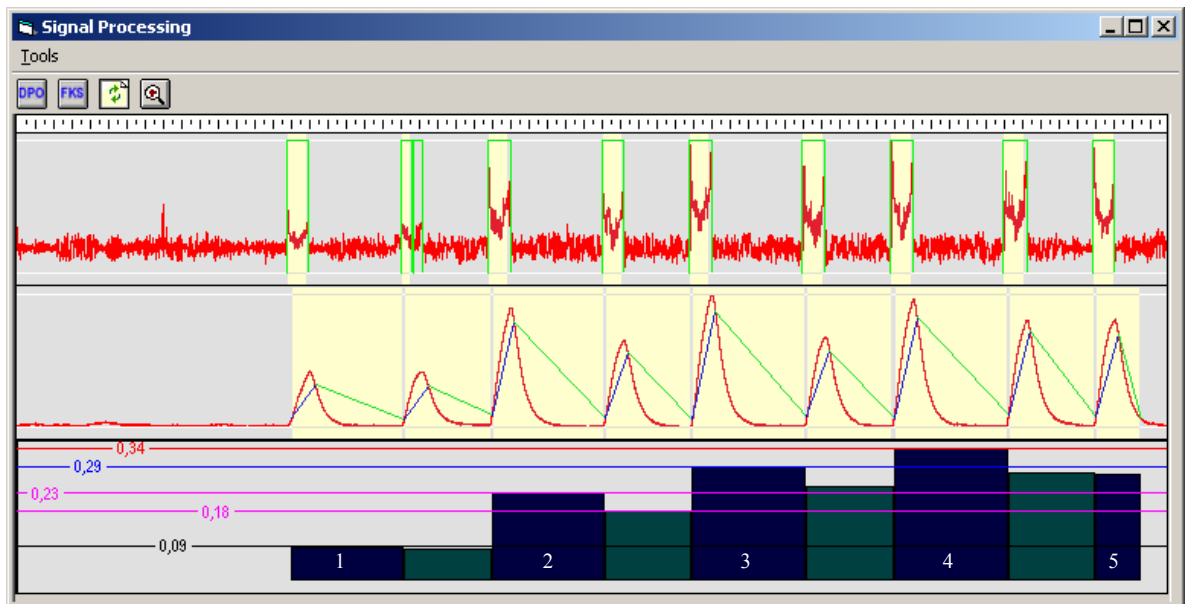 Signal Processing
Tools
DPO FKS
0,34
0,29
0,23
0,18
0,09
1 2 3 4 5